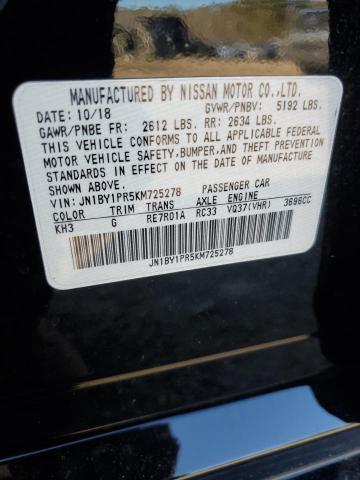 MANUFACTURED BY NISSAN MOTOR CO.,LTD.
DATE: 10/18 GVWR/PNBV: 5192 LBS.
GAWR/PNBE FR: 2612 LBS. RR: 2634 LBS.
THIS VEHICLE CONFORMS TO ALL APPLICABLE FEDERAL
MOTOR VEHICLE SAFETY, BUMPER, AND THEFT PREVENTION
STANDARDS IN EFFECT ON THE DATE OF MANUFACTURE
SHOWN ABOVE.
VIN: JN1BY1PR5KM725278 PASSENGER CAR
COLOR TRIM TRANS AXLE ENGINE
KH3 G RE7R01A RC33 VQ37(VHR) 3696CC
JN1BY1PR5KM725278